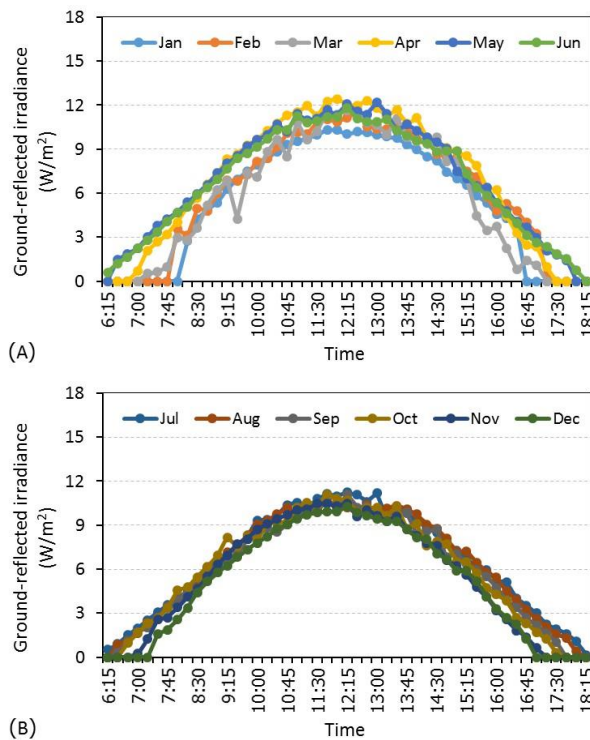 18
15
12
9
6
3
0
Jan Feb Mar Apr May Jun
Ground-reflected irradiance
(W/m²)
6:15 7:00 7:45 8:30 9:15 10:00 10:45 11:30 12:15 13:00 13:45 14:30 15:15 16:00 16:45 17:30 18:15
Time
(A)
18
15
12
9
6
3
0
Jul Aug Sep Oct Nov Dec
Ground-reflected irradiance
(W/m²)
6:15 7:00 7:45 8:30 9:15 10:00 10:45 11:30 12:15 13:00 13:45 14:30 15:15 16:00 16:45 17:30 18:15
Time
(B)